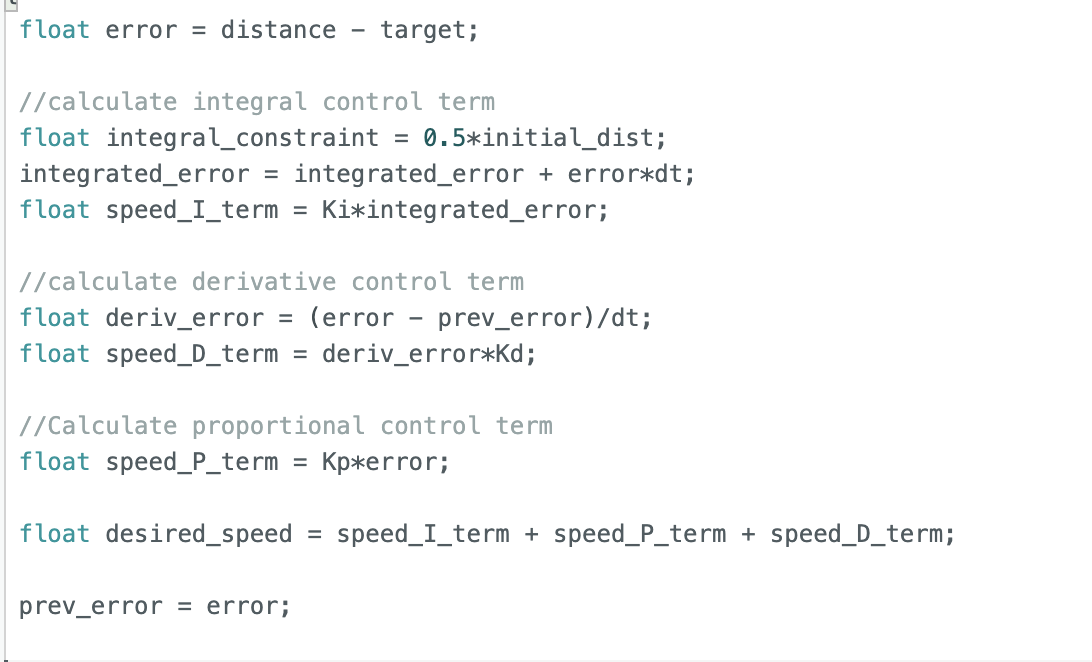 float error = distance – target;
//calculate integral control term
float integral_constraint = 0.5*initial_dist;
integrated_error = integrated_error + error*dt;
float speed_I_term = Ki*integrated_error;
//calculate derivative control term
float deriv_error = (error – prev_error)/dt;
float speed_D_term = deriv_error*Kd;
//Calculate proportional control term
float speed_P_term = Kp*error;
float desired_speed = speed_I_term + speed_P_term + speed_D_term;
prev_error = error;